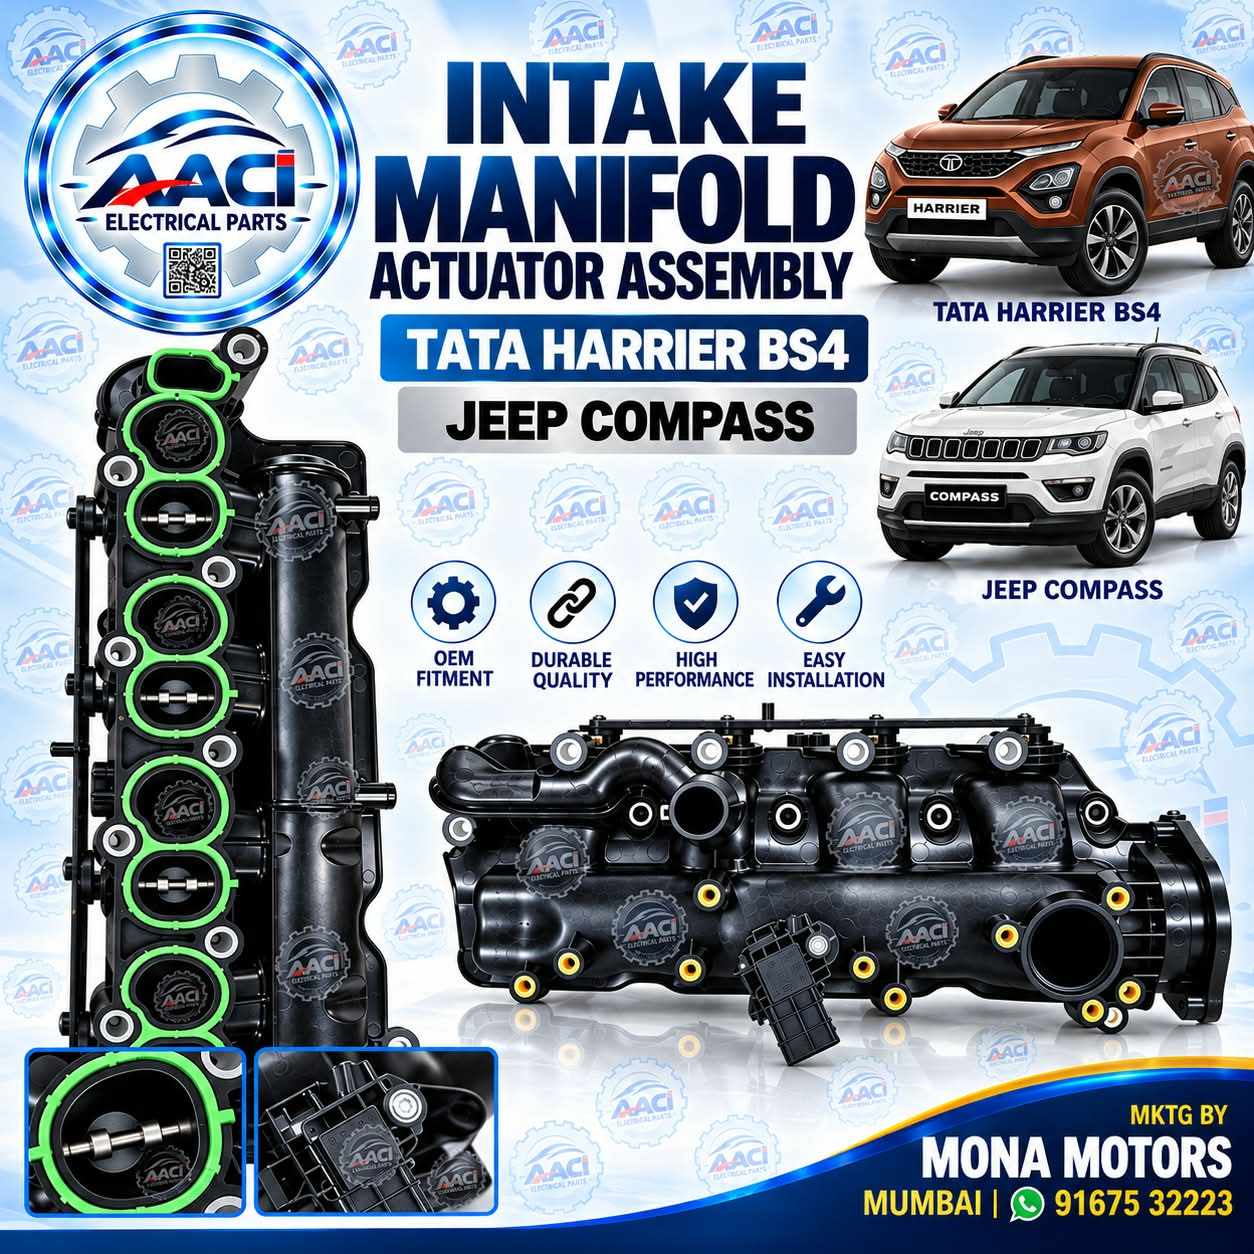 AACI
ELECTRICAL PARTS
INTAKE
MANIFOLD
ACTUATOR ASSEMBLY
TATA HARRIER BS4
JEEP COMPASS
HARRIER
TATA HARRIER BS4
Jeep
COMPASS
JEEP COMPASS
OEM
FITMENT
DURABLE
QUALITY
HIGH
PERFORMANCE
EASY
INSTALLATION
MKTG BY
MONA MOTORS
MUMBAI | 91675 32223